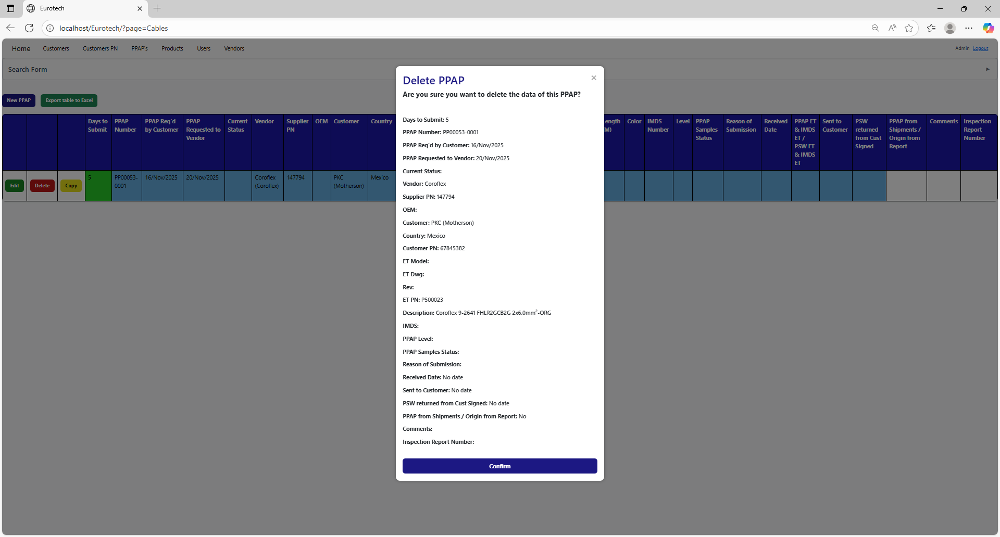 Eurotech
localhost/Eurotech/?page=Cables
Home Customers Customers PN PPAP's Products Users Vendors Admin Logout
Search Form
New PPAP Export table to Excel
Days to Submit
PPAP Number
PPAP Req'd by Customer
PPAP Requested to Vendor
Current Status
Vendor
Supplier PN
OEM
Customer
Country
Color
IMDS Number
Level
PPAP Samples Status
Reason of Submission
Received Date
PPAP ET & IMDS ET / PSW ET & IMDS ET
Sent to Customer
PSW returned from Cust Signed
PPAP from Shipments / Origin from Report
Comments
Inspection Report Number
Edit Delete Copy 5 PP00053-0001 16/Nov/2025 20/Nov/2025 Coroflex (Coroflex) 147794 PKC (Motherson) Mexico
Delete PPAP
Are you sure you want to delete the data of this PPAP?
Days to Submit: 5
PPAP Number: PP00053-0001
PPAP Req'd by Customer: 16/Nov/2025
PPAP Requested to Vendor: 20/Nov/2025
Current Status:
Vendor: Coroflex
Supplier PN: 147794
OEM:
Customer: PKC (Motherson)
Country: Mexico
Customer PN: 67845382
ET Model:
ET Dwg:
Rev:
ET PN: P500023
Description: Coroflex 9-2641 FHLR2GCB2G 2x6.0mm²-ORG
IMDS:
PPAP Level:
PPAP Samples Status:
Reason of Submission:
Received Date: No date
Sent to Customer: No date
PSW returned from Cust Signed: No date
PPAP from Shipments / Origin from Report: No
Comments:
Inspection Report Number:
Confirm